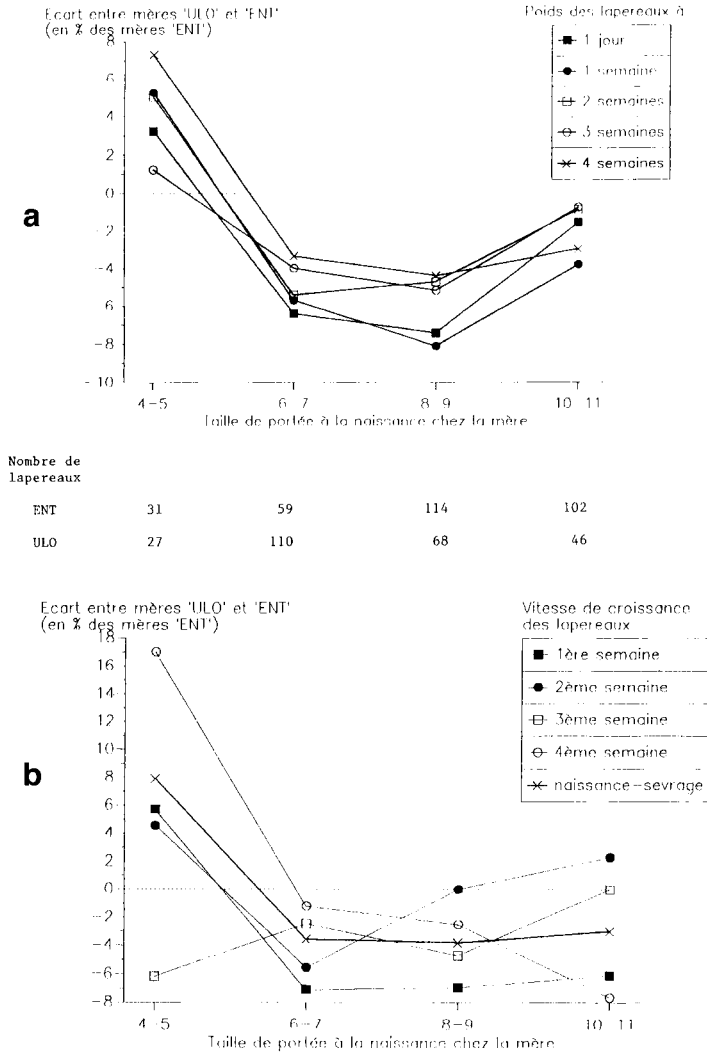 Ecart entre mères 'ULO' et 'ENT'
(en % des mères 'ENT')
Poids des lapereaux à
1 jour
1 semaine
2 semaines
3 semaines
4 semaines
8
6
4
2
0
-2
-4
-6
-8
-10
a
4-5 6-7 8-9 10-11
Taille de portée à la naissance chez la mère
Nombre de
lapereaux
ENT 31 59 114 102
ULO 27 110 68 46
Ecart entre mères 'ULO' et 'ENT'
(en % des mères 'ENT')
Vitesse de croissance
des lapereaux
1ère semaine
2ème semaine
3ème semaine
4ème semaine
naissance-sevrage
18
16
14
12
10
8
6
4
2
0
-2
-4
-6
-8
b
4-5 6-7 8-9 10-11
Taille de portée à la naissance chez la mère